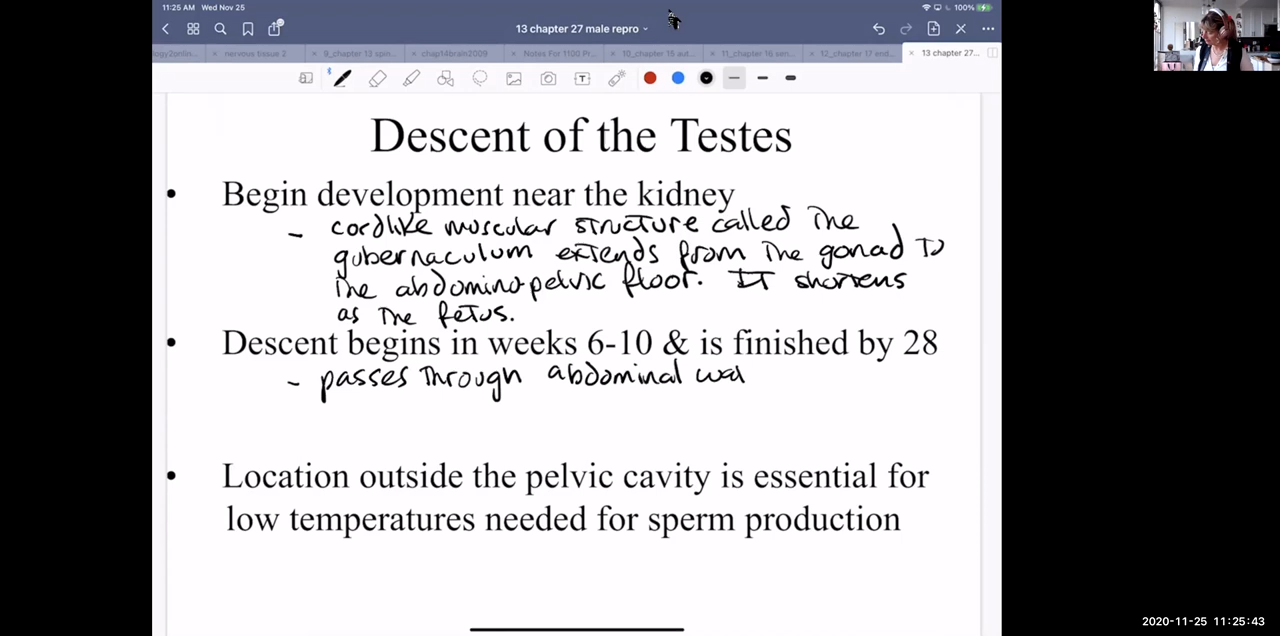 11:25 AM Wed Nov 25
100%
13 chapter 27 male repro
ogy2onlin...
nervous tissue 2
9_chapter 13 spin...
chap14brain2009
Notes For 1100 Pr...
10_chapter 15 aut...
11_chapter 16 sen...
12_chapter 17 end...
13 chapter 27...
T
Descent of the Testes
• Begin development near the kidney
- cordlike muscular structure called The
gubernaculum extends from The gonad To
The abdomino-pelvic floor. IT shortens
as The fetus.
• Descent begins in weeks 6-10 & is finished by 28
- passes Through abdominal wal
• Location outside the pelvic cavity is essential for
low temperatures needed for sperm production
2020-11-25 11:25:43